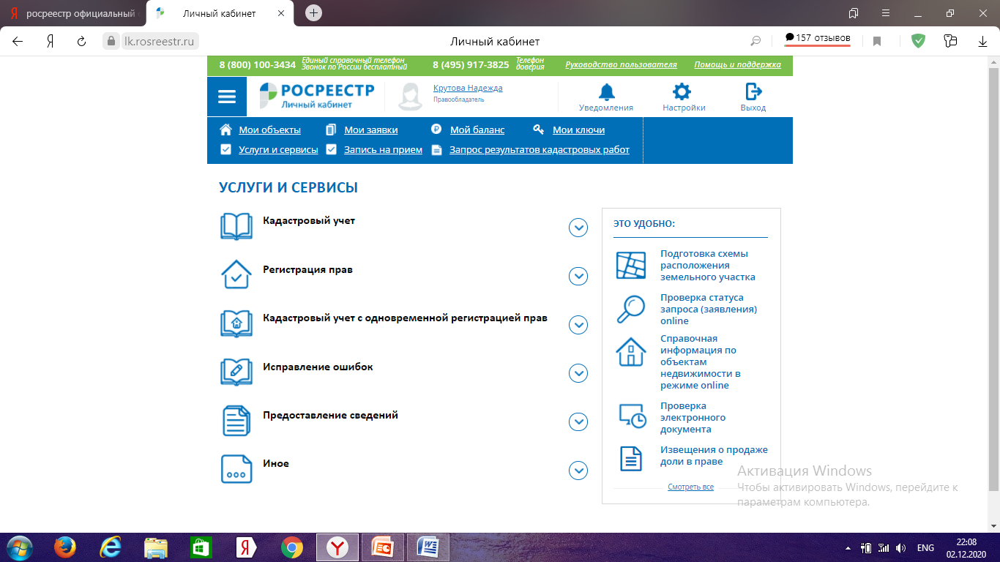 росреестр официальный
Личный кабинет
lk.rosreestr.ru
Личный кабинет
157 отзывов
8 (800) 100-3434
Единый справочный телефон
Звонок по России бесплатный
8 (495) 917-3825
Телефон
доверия
Руководство пользователя
Помощь и поддержка
РОСРЕЕСТР
Личный кабинет
Крутова Надежда
Правообладатель
Уведомления
Настройки
Выход
Мои объекты
Мои заявки
Мой баланс
Мои ключи
Услуги и сервисы
Запись на прием
Запрос результатов кадастровых работ
УСЛУГИ И СЕРВИСЫ
Кадастровый учет
Регистрация прав
Кадастровый учет с одновременной регистрацией прав
Исправление ошибок
Предоставление сведений
Иное
ЭТО УДОБНО:
Подготовка схемы
расположения
земельного участка
Проверка статуса
запроса (заявления)
online
Справочная
информация по
объектам
недвижимости в
режиме online
Проверка
электронного
документа
Извещения о продаже
доли в праве
Смотреть все
Активация Windows
Чтобы активировать Windows, перейдите к
параметрам компьютера.
ENG
22:08
02.12.2020